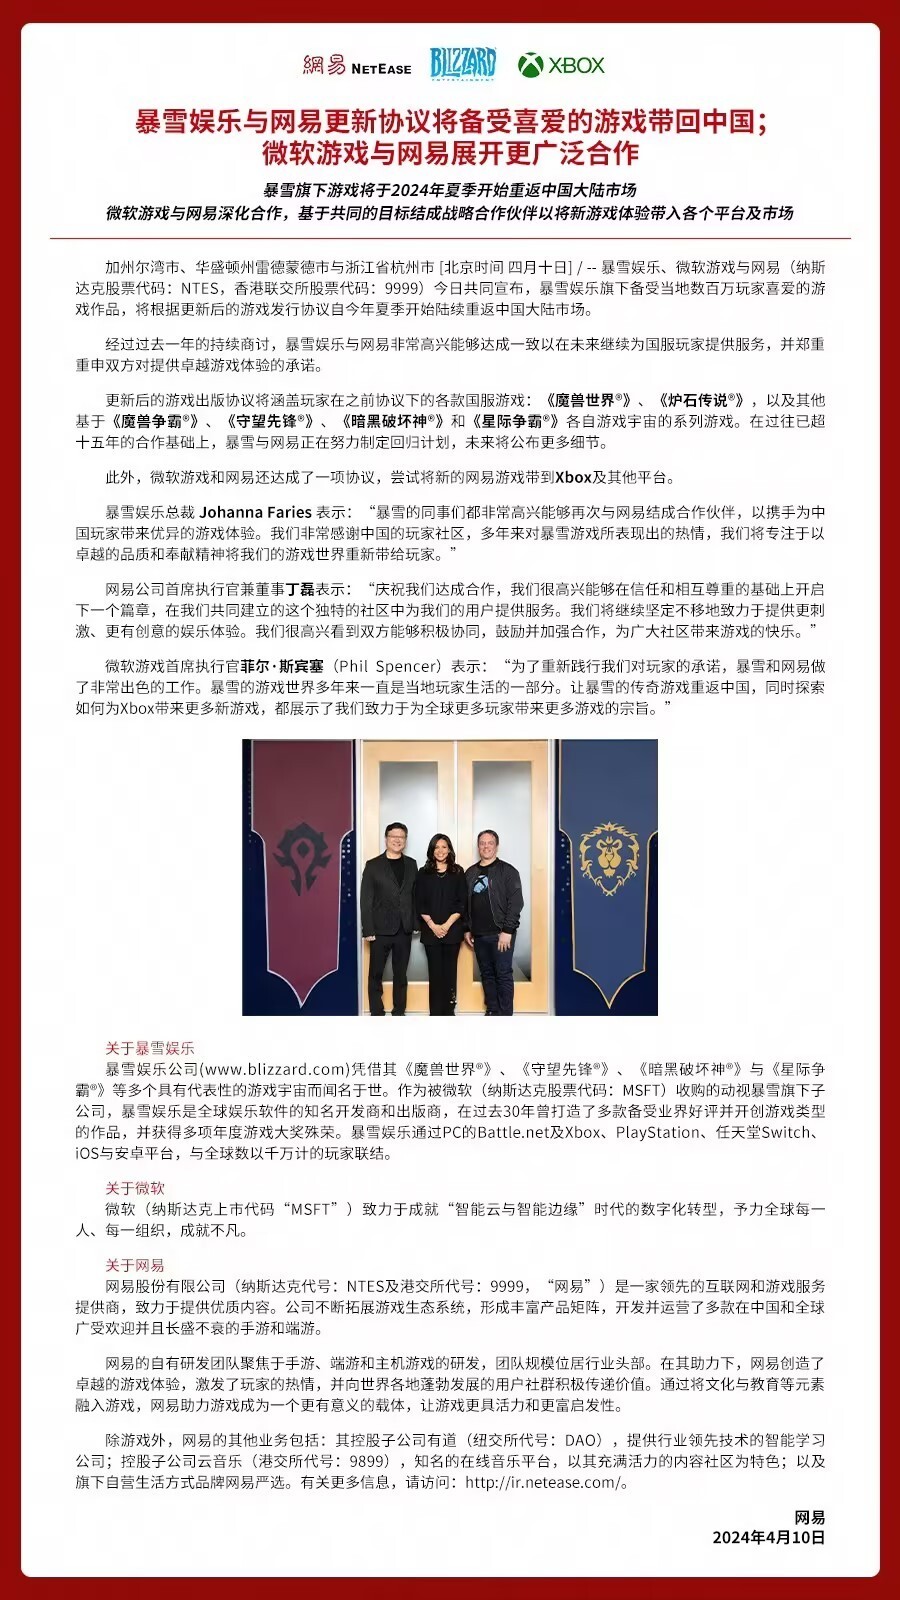 網易 NETEASE BLIZZARD ENTERTAINMENT XBOX
暴雪娱乐与网易更新协议将备受喜爱的游戏带回中国；
微软游戏与网易展开更广泛合作
暴雪旗下游戏将于2024年夏季开始重返中国大陆市场
微软游戏与网易深化合作，基于共同的目标结成战略合作伙伴以将新游戏体验带入各个平台及市场
加州尔湾市、华盛顿州雷德蒙德市与浙江省杭州市 [北京时间 四月十日] / -- 暴雪娱乐、微软游戏与网易（纳斯
达克股票代码：NTES，香港联交所股票代码：9999）今日共同宣布，暴雪娱乐旗下备受当地数百万玩家喜爱的游
戏作品，将根据更新后的游戏发行协议自今年夏季开始陆续重返中国大陆市场。
经过过去一年的持续商讨，暴雪娱乐与网易非常高兴能够达成一致以在未来继续为国服玩家提供服务，并郑重
重申双方对提供卓越游戏体验的承诺。
更新后的游戏出版协议将涵盖玩家在之前协议下的各款国服游戏：《魔兽世界®》、《炉石传说®》，以及其他
基于《魔兽争霸®》、《守望先锋®》、《暗黑破坏神®》和《星际争霸®》各自游戏宇宙的系列游戏。在过往已超
十五年的合作基础上，暴雪与网易正在努力制定回归计划，未来将公布更多细节。
此外，微软游戏和网易还达成了一项协议，尝试将新的网易游戏带到Xbox及其他平台。
暴雪娱乐总裁 Johanna Faries 表示：“暴雪的同事们都非常高兴能够再次与网易结成合作伙伴，以携手为中
国玩家带来优异的游戏体验。我们非常感谢中国的玩家社区，多年来对暴雪游戏所表现出的热情，我们将专注于以
卓越的品质和奉献精神将我们的游戏世界重新带给玩家。”
网易公司首席执行官兼董事丁磊表示：“庆祝我们达成合作，我们很高兴能够在信任和相互尊重的基础上开启
下一个篇章，在我们共同建立的这个独特的社区中为我们的用户提供服务。我们将继续坚定不移地致力于提供更刺
激、更有创意的娱乐体验。我们很高兴看到双方能够积极协同，鼓励并加强合作，为广大社区带来游戏的快乐。”
微软游戏首席执行官菲尔·斯宾塞（Phil Spencer）表示：“为了重新践行我们对玩家的承诺，暴雪和网易做
了非常出色的工作。暴雪的游戏世界多年来一直是当地玩家生活的一部分。让暴雪的传奇游戏重返中国，同时探索
如何为Xbox带来更多新游戏，都展示了我们致力于为全球更多玩家带来更多游戏的宗旨。”
关于暴雪娱乐
暴雪娱乐公司(www.blizzard.com)凭借其《魔兽世界®》、《守望先锋®》、《暗黑破坏神®》与《星际争
霸®》等多个具有代表性的游戏宇宙而闻名于世。作为被微软（纳斯达克股票代码：MSFT）收购的动视暴雪旗下子
公司，暴雪娱乐是全球娱乐软件的知名开发商和出版商，在过去30年曾打造了多款备受业界好评并开创游戏类型
的作品，并获得多项年度游戏大奖殊荣。暴雪娱乐通过PC的Battle.net及Xbox、PlayStation、任天堂Switch、
iOS与安卓平台，与全球数以千万计的玩家联结。
关于微软
微软（纳斯达克上市代码“MSFT”）致力于成就“智能云与智能边缘”时代的数字化转型，予力全球每一
人、每一组织，成就不凡。
关于网易
网易股份有限公司（纳斯达克代号：NTES及港交所代号：9999，“网易”）是一家领先的互联网和游戏服务
提供商，致力于提供优质内容。公司不断拓展游戏生态系统，形成丰富产品矩阵，开发并运营了多款在中国和全球
广受欢迎并且长盛不衰的手游和端游。
网易的自有研发团队聚焦于手游、端游和主机游戏的研发，团队规模位居行业头部。在其助力下，网易创造了
卓越的游戏体验，激发了玩家的热情，并向世界各地蓬勃发展的用户社群积极传递价值。通过将文化与教育等元素
融入游戏，网易助力游戏成为一个更有意义的载体，让游戏更具活力和更富启发性。
除游戏外，网易的其他业务包括：其控股子公司有道（纽交所代号：DAO），提供行业领先技术的智能学习
公司；控股子公司云音乐（港交所代号：9899），知名的在线音乐平台，以其充满活力的内容社区为特色；以及
旗下自营生活方式品牌网易严选。有关更多信息，请访问：http://ir.netease.com/。
网易
2024年4月10日